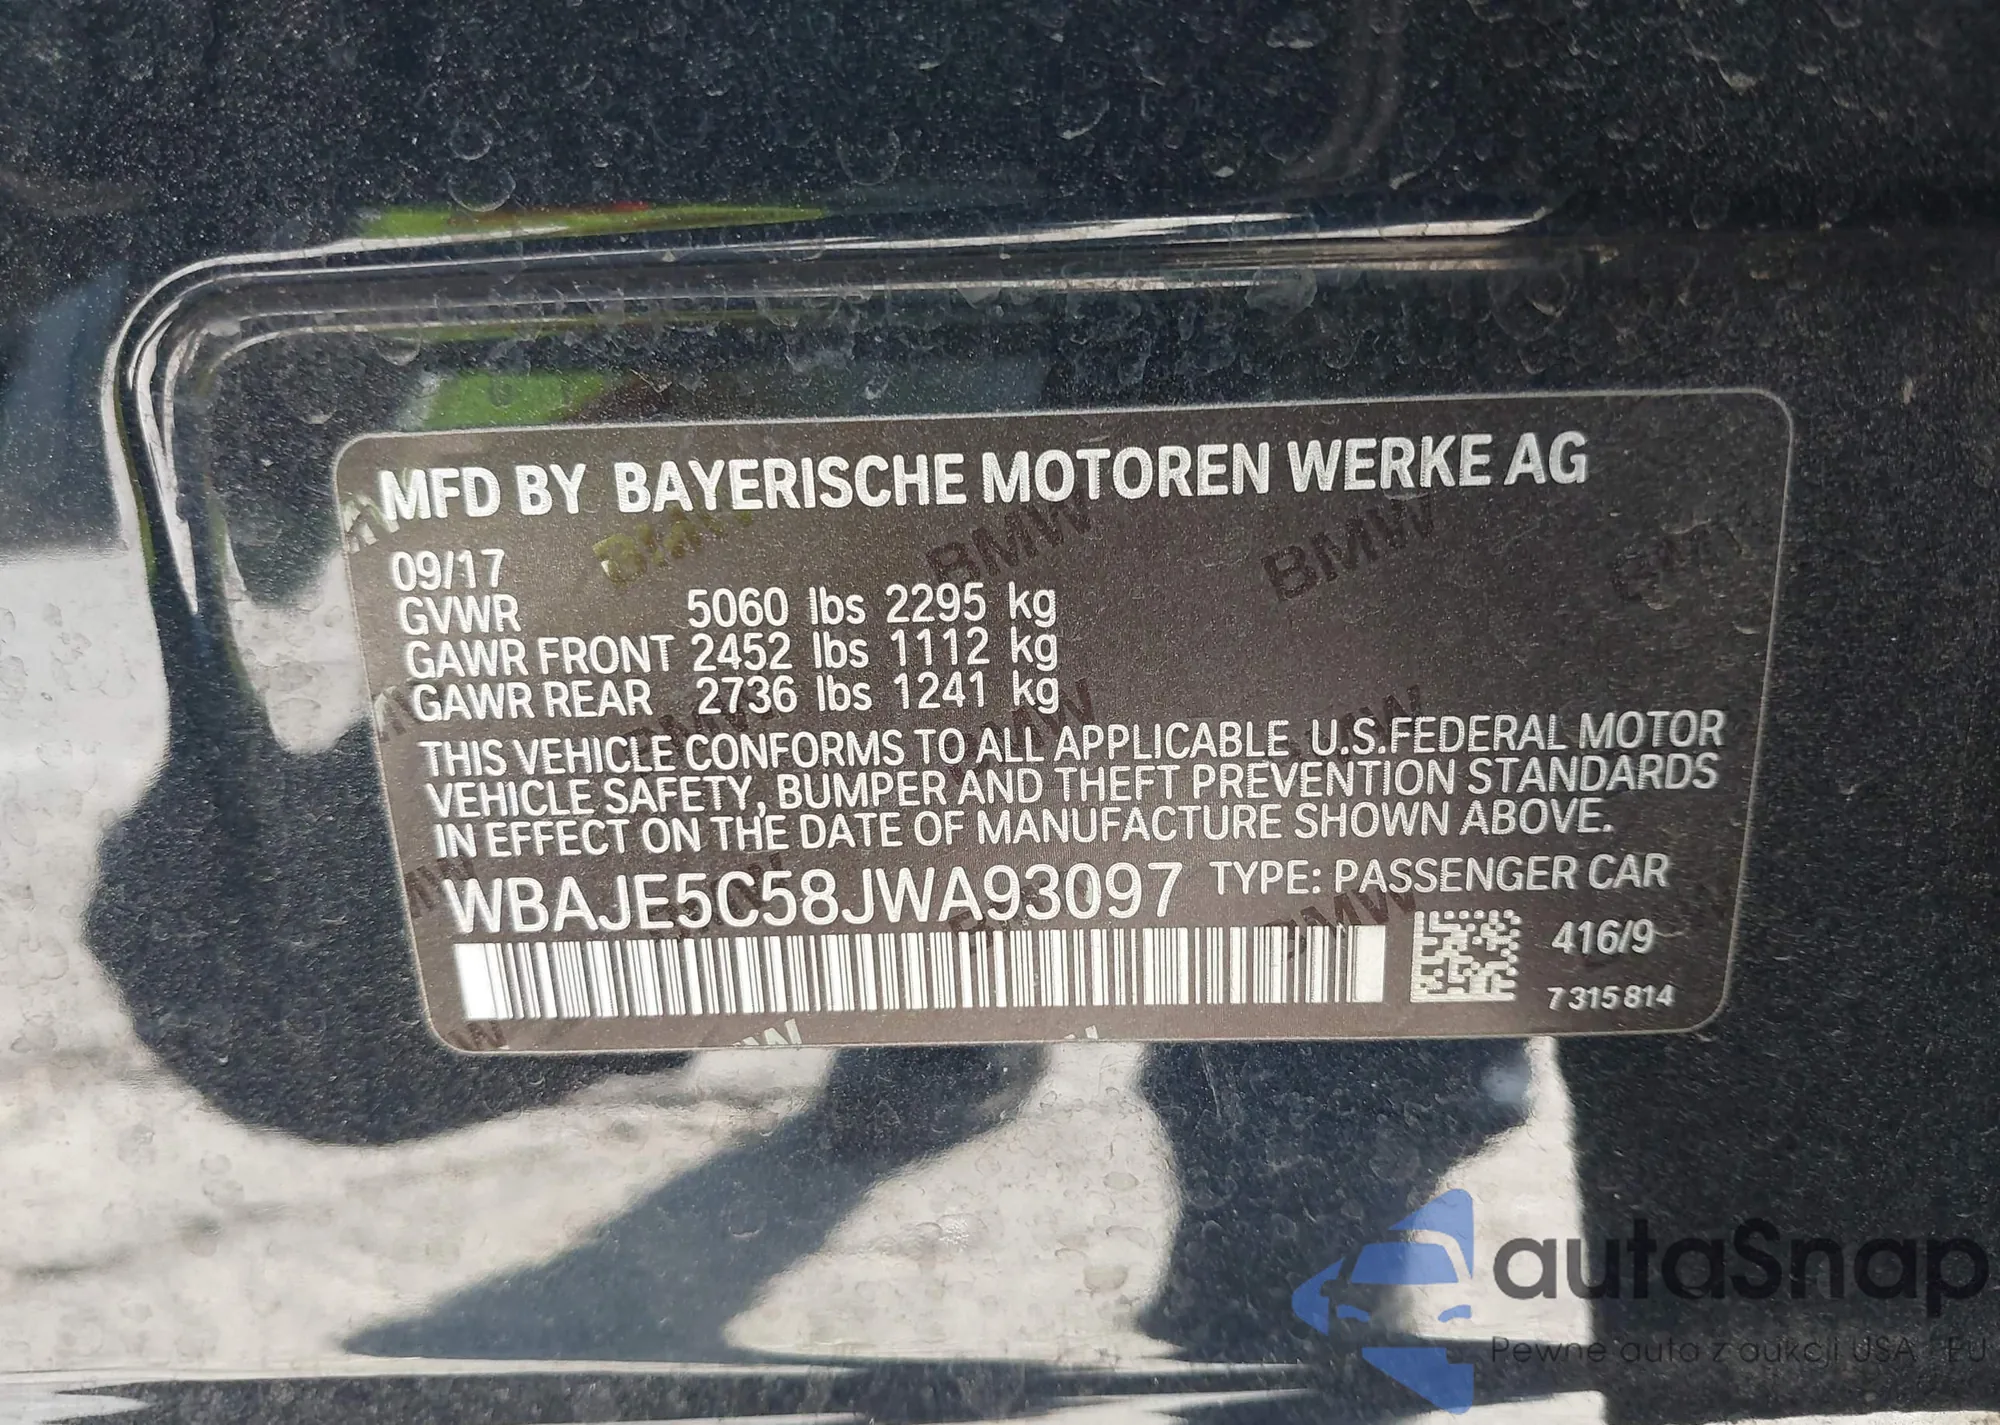 MFD BY BAYERISCHE MOTOREN WERKE AG
09/17
GVWR 5060 lbs 2295 kg
GAWR FRONT 2452 lbs 1112 kg
GAWR REAR 2736 lbs 1241 kg
THIS VEHICLE CONFORMS TO ALL APPLICABLE U.S.FEDERAL MOTOR
VEHICLE SAFETY, BUMPER AND THEFT PREVENTION STANDARDS
IN EFFECT ON THE DATE OF MANUFACTURE SHOWN ABOVE.
WBAJE5C58JWA93097 TYPE: PASSENGER CAR
416/9
7 315 814
autaSnap
Pewne auta z aukcji USA i EU